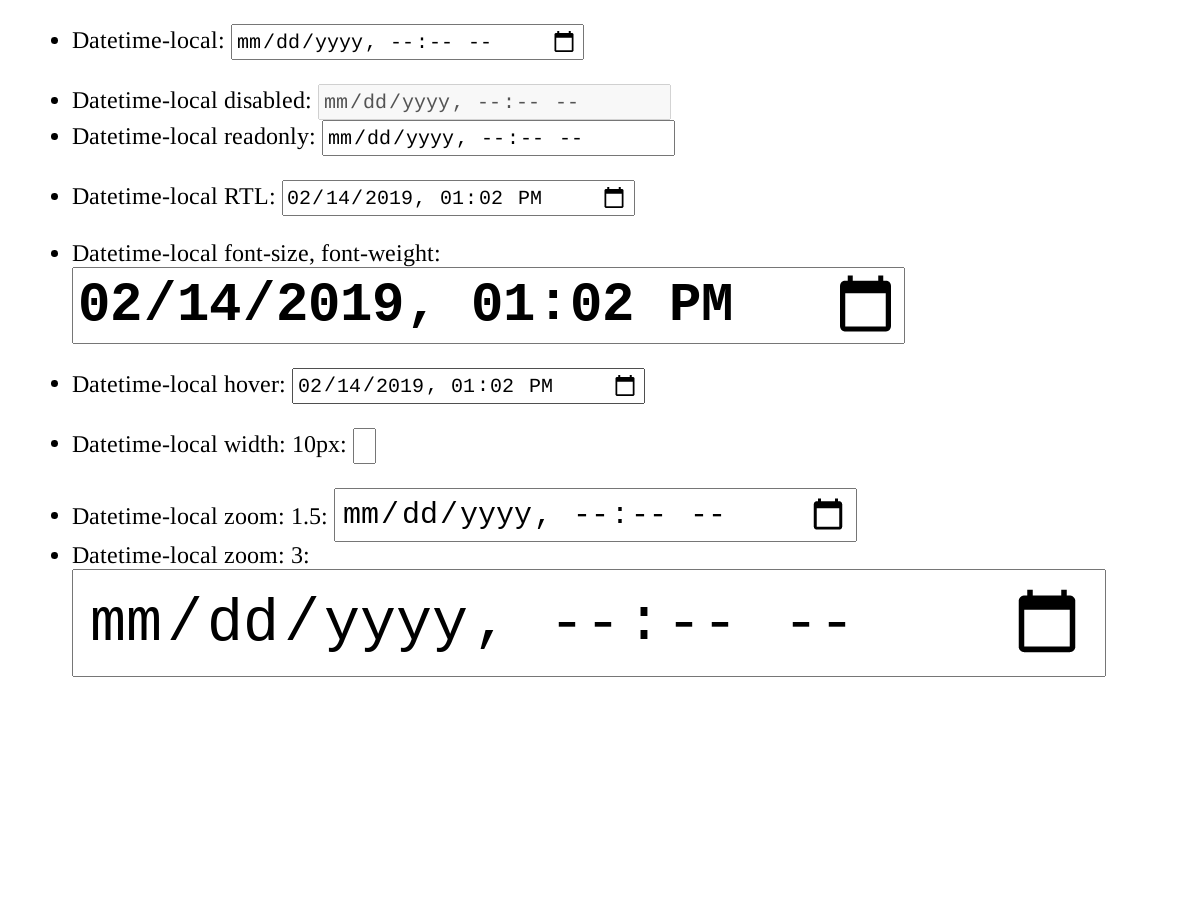 Datetime-local: mm/dd/yyyy, --:-- --
Datetime-local disabled: mm/dd/yyyy, --:-- --
Datetime-local readonly: mm/dd/yyyy, --:-- --
Datetime-local RTL: 02/14/2019, 01:02 PM
Datetime-local font-size, font-weight:
02/14/2019, 01:02 PM
Datetime-local hover: 02/14/2019, 01:02 PM
Datetime-local width: 10px:
Datetime-local zoom: 1.5: mm/dd/yyyy, --:-- --
Datetime-local zoom: 3:
mm/dd/yyyy, --:-- --